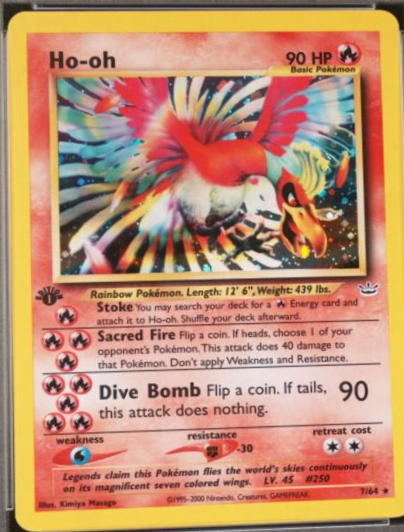 Ho-oh
90 HP
Basic Pokémon
Rainbow Pokémon. Length: 12' 6", Weight: 439 lbs.
1
Stoke You may search your deck for a Energy card and
attach it to Ho-oh. Shuffle your deck afterward.
Sacred Fire Flip a coin. If heads, choose 1 of your
opponent's Pokémon. This attack does 40 damage to
that Pokémon. Don't apply Weakness and Resistance.
Dive Bomb Flip a coin. If tails, 90
this attack does nothing.
weakness resistance retreat cost
-30
Legends claim this Pokémon flies the world's skies continuously
on its magnificent seven colored wings. LV. 45 #250
Illus. Kimiya Masago ©1995-2000 Nintendo, Creatures, GAMEFREAK. 7/64 ★